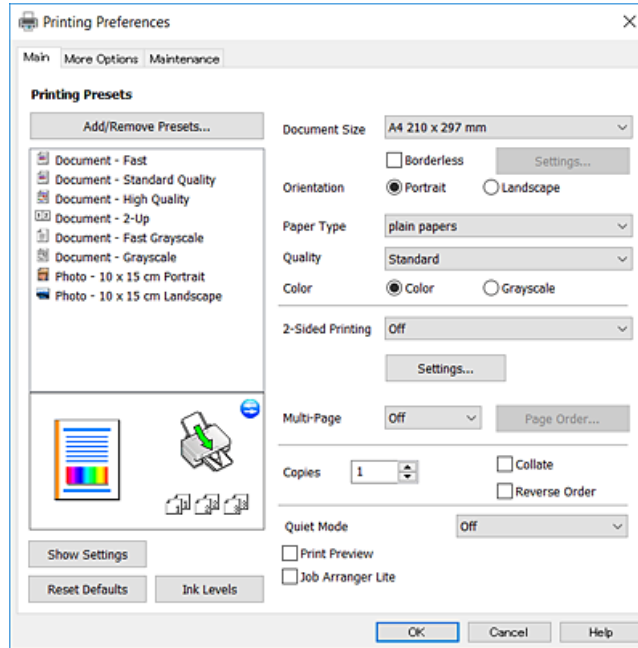 Printing Preferences
Main More Options Maintenance
Printing Presets
Add/Remove Presets...
Document - Fast
Document - Standard Quality
Document - High Quality
Document - 2-Up
Document - Fast Grayscale
Document - Grayscale
Photo - 10 x 15 cm Portrait
Photo - 10 x 15 cm Landscape
Show Settings
Reset Defaults Ink Levels
Document Size A4 210 x 297 mm
Borderless Settings...
Orientation Portrait Landscape
Paper Type plain papers
Quality Standard
Color Color Grayscale
2-Sided Printing Off
Settings...
Multi-Page Off Page Order...
Copies 1 Collate
Reverse Order
Quiet Mode Off
Print Preview
Job Arranger Lite
OK Cancel Help